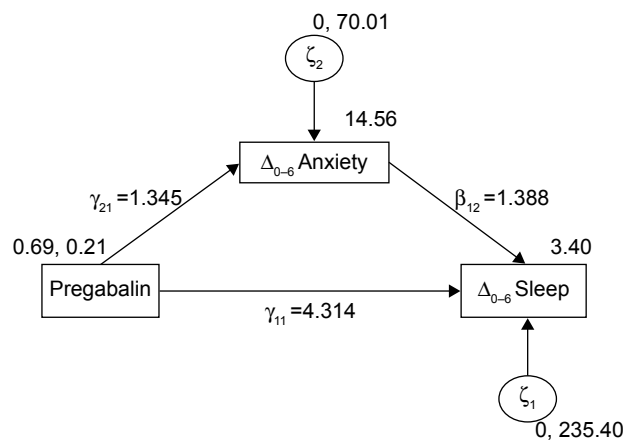 0, 70.01
ζ₂
14.56
Δ₀₋₆ Anxiety
γ₂₁=1.345
β₁₂=1.388
0.69, 0.21
3.40
Pregabalin
Δ₀₋₆ Sleep
γ₁₁=4.314
ζ₁
0, 235.40